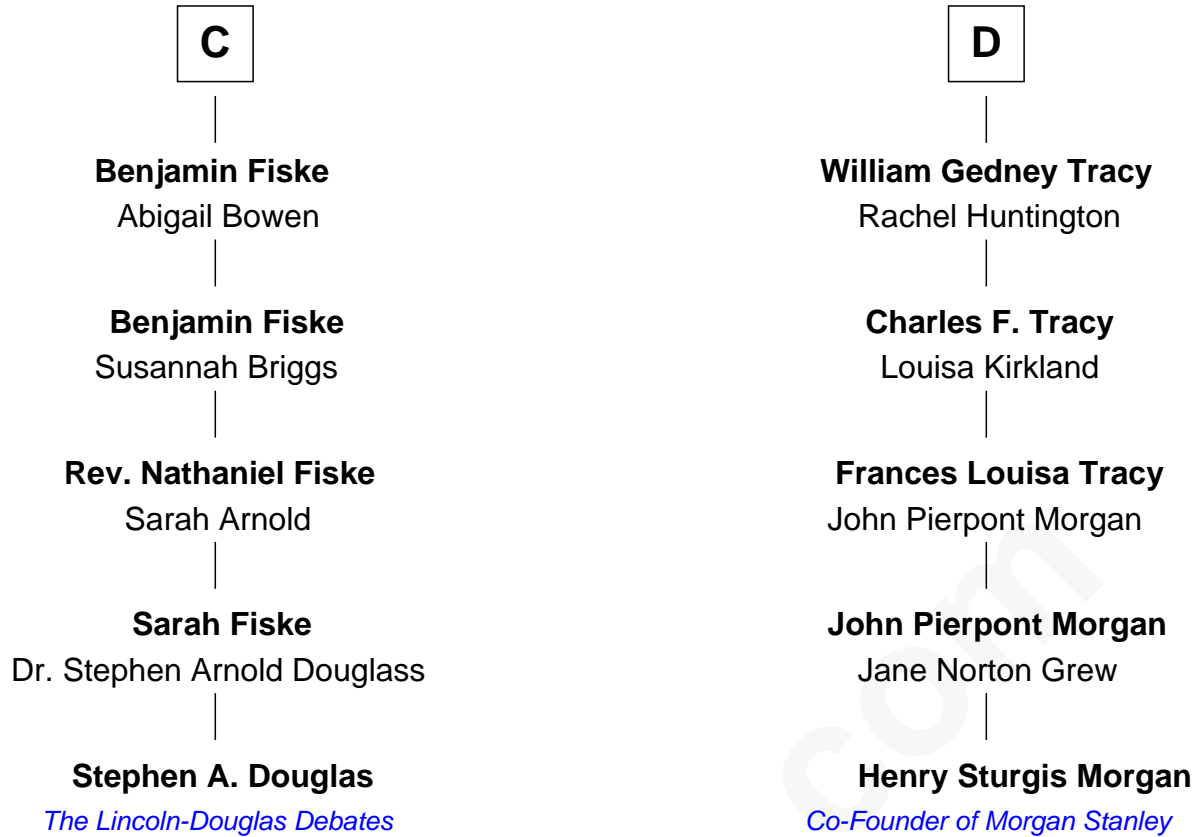 C
Benjamin Fiske
Abigail Bowen
Benjamin Fiske
Susannah Briggs
Rev. Nathaniel Fiske
Sarah Arnold
Sarah Fiske
Dr. Stephen Arnold Douglass
Stephen A. Douglas
The Lincoln-Douglas Debates
D
William Gedney Tracy
Rachel Huntington
Charles F. Tracy
Louisa Kirkland
Frances Louisa Tracy
John Pierpont Morgan
John Pierpont Morgan
Jane Norton Grew
Henry Sturgis Morgan
Co-Founder of Morgan Stanley
com